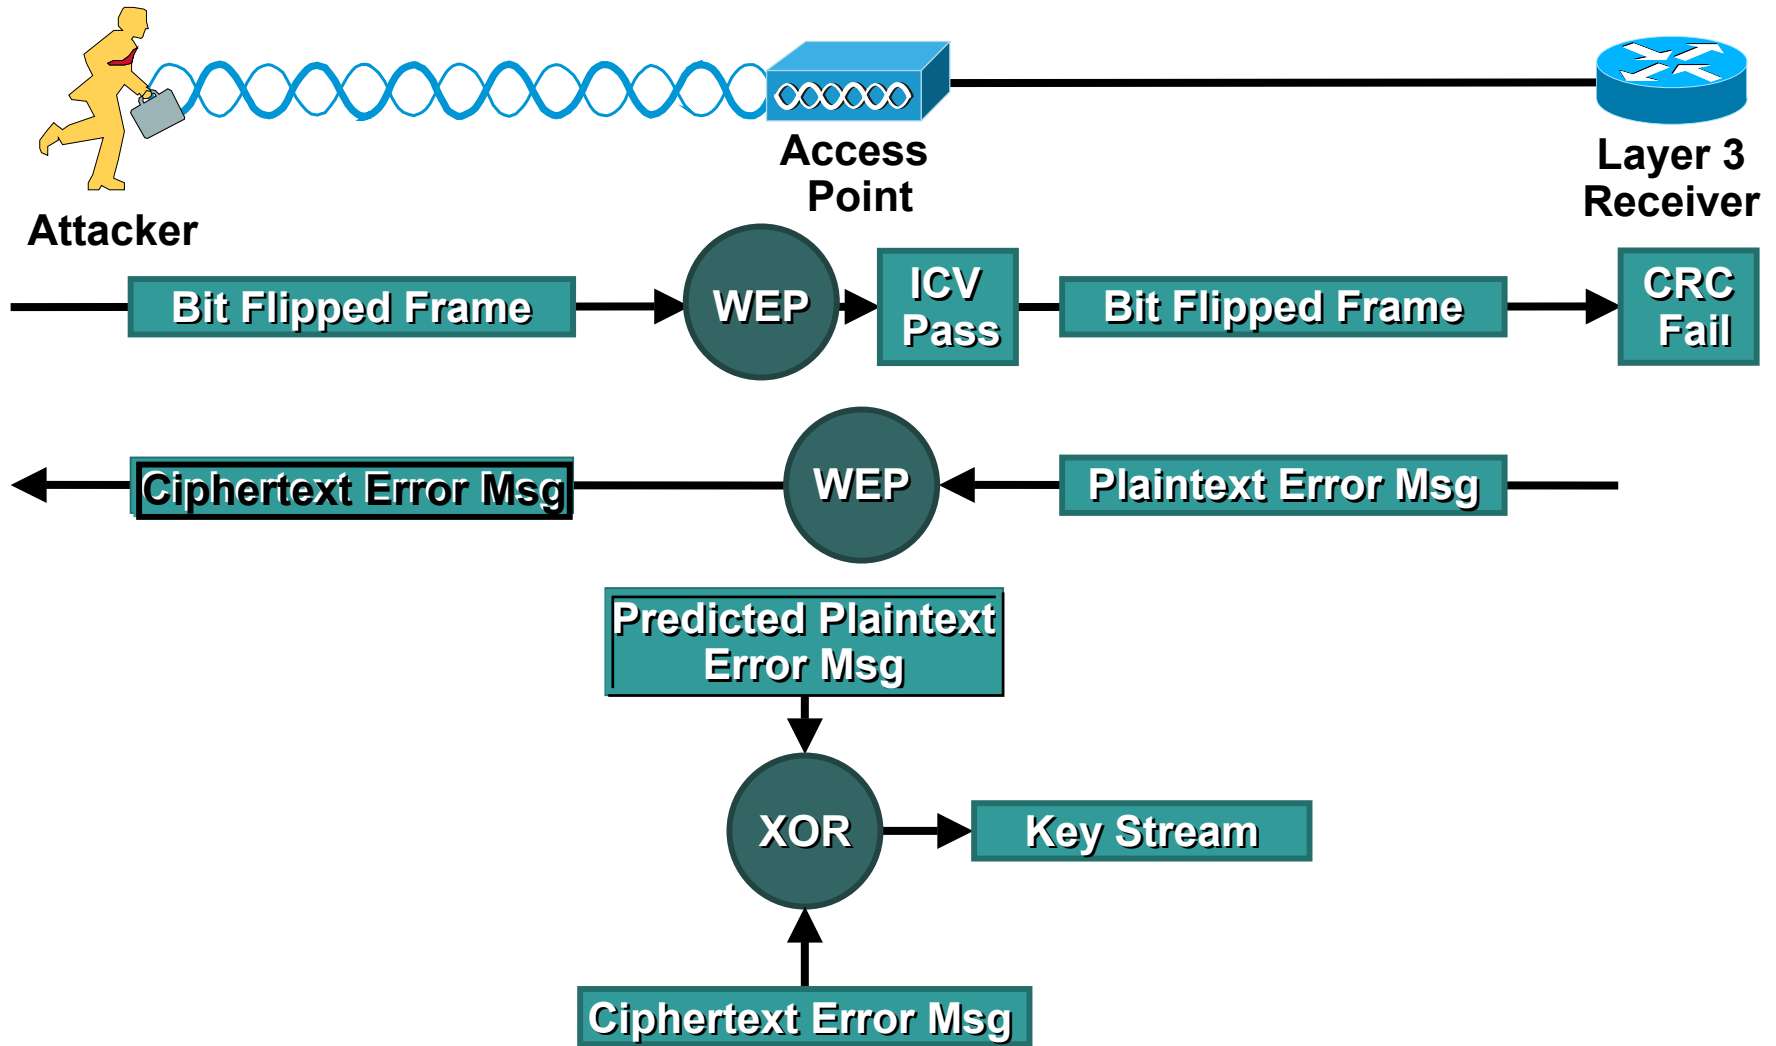 Access
Point
Layer 3
Receiver
Attacker
Bit Flipped Frame
WEP
ICV
Pass
Bit Flipped Frame
CRC
Fail
Ciphertext Error Msg
WEP
Plaintext Error Msg
Predicted Plaintext
Error Msg
XOR
Key Stream
Ciphertext Error Msg